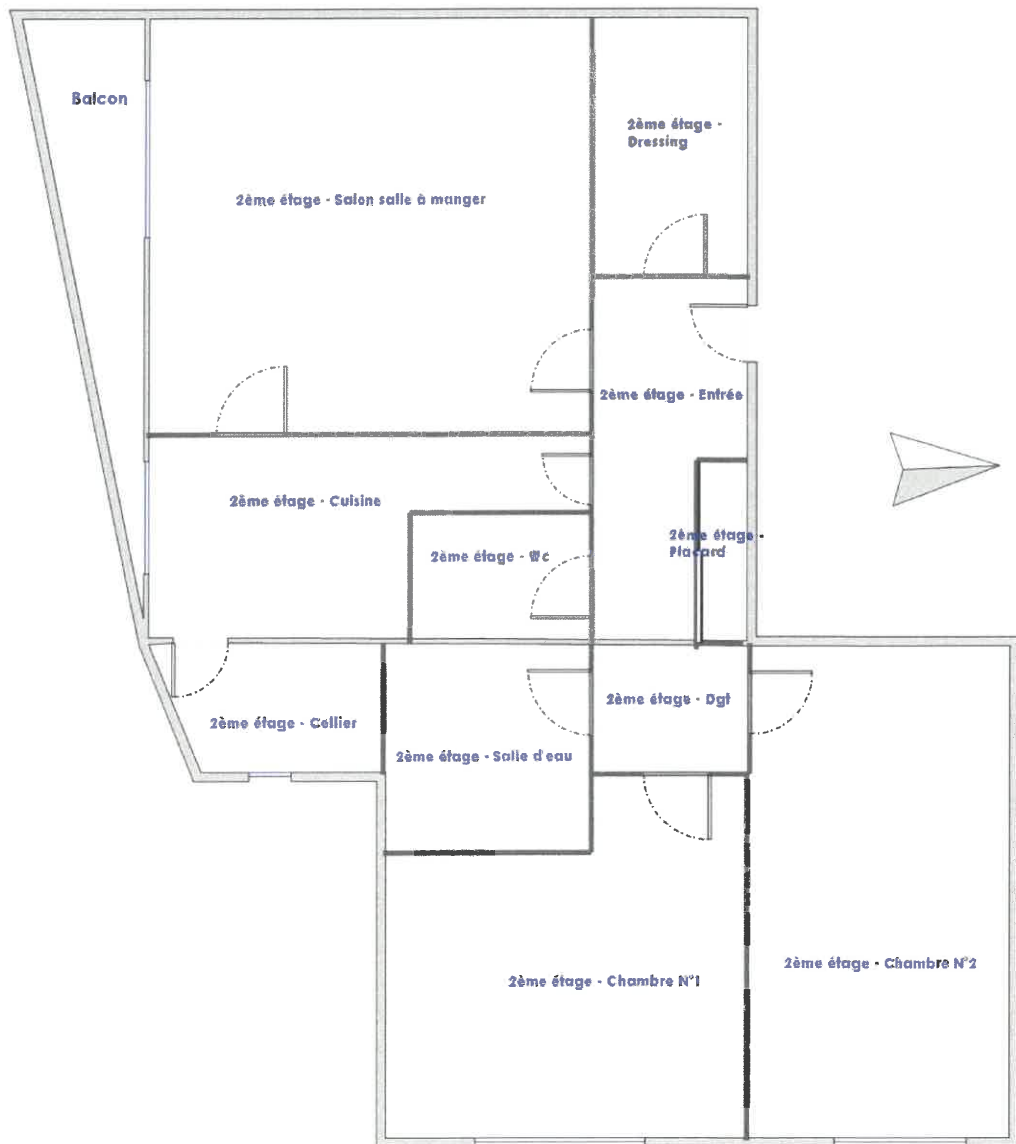 Balcon
2ème étage -
Dressing
2ème étage - Salon salle à manger
2ème étage - Entrée
2ème étage - Cuisine
2ème étage -
Placard
2ème étage - Wc
2ème étage - Dgt
2ème étage - Cellier
2ème étage - Salle d'eau
2ème étage - Chambre N°1
2ème étage - Chambre N°2